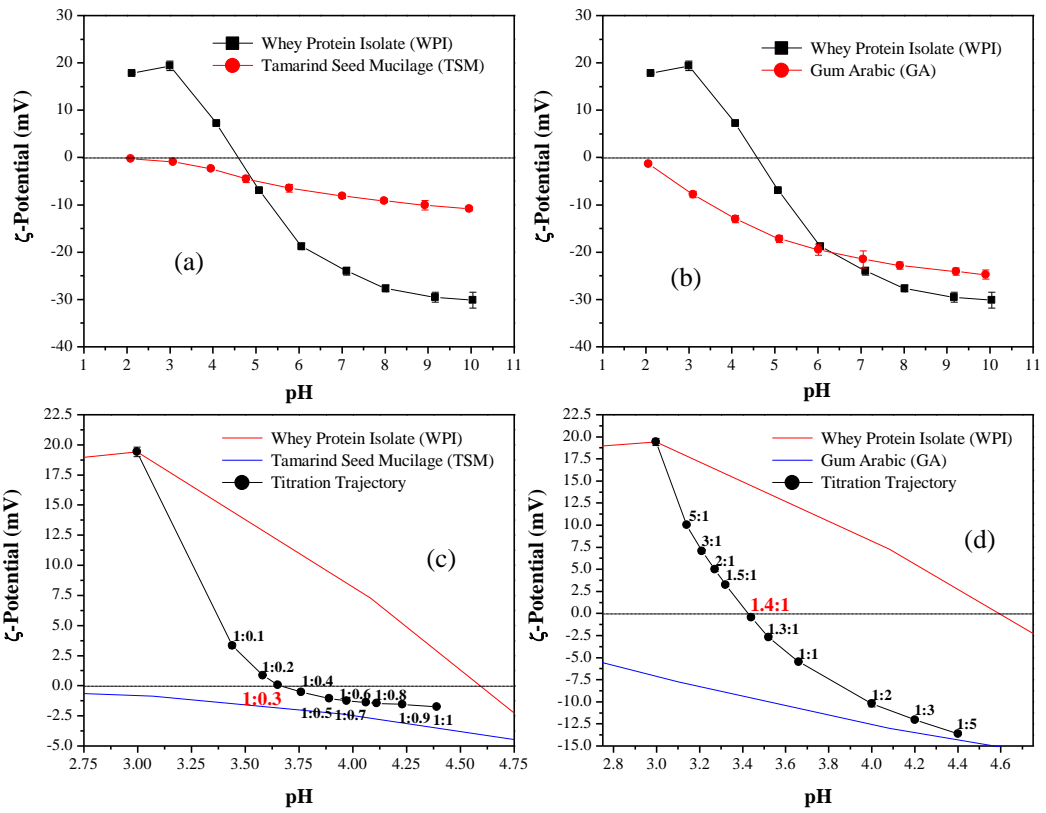 30
20
10
0
-10
-20
-30
-40
ζ-Potential (mV)
Whey Protein Isolate (WPI)
Tamarind Seed Mucilage (TSM)
(a)
1 2 3 4 5 6 7 8 9 10 11
pH
30
20
10
0
-10
-20
-30
-40
ζ-Potential (mV)
Whey Protein Isolate (WPI)
Gum Arabic (GA)
(b)
1 2 3 4 5 6 7 8 9 10 11
pH
22.5
20.0
17.5
15.0
12.5
10.0
7.5
5.0
2.5
0.0
-2.5
-5.0
ζ-Potential (mV)
Whey Protein Isolate (WPI)
Tamarind Seed Mucilage (TSM)
Titration Trajectory
(c)
1:0.1
1:0.2
1:0.3
1:0.4
1:0.5
1:0.6
1:0.7
1:0.8
1:0.9
1:1
2.75 3.00 3.25 3.50 3.75 4.00 4.25 4.50 4.75
pH
22.5
20.0
17.5
15.0
12.5
10.0
7.5
5.0
2.5
0.0
-2.5
-5.0
-7.5
-10.0
-12.5
-15.0
ζ-Potential (mV)
Whey Protein Isolate (WPI)
Gum Arabic (GA)
Titration Trajectory
(d)
5:1
3:1
2:1
1.5:1
1.4:1
1.3:1
1:1
1:2
1:3
1:5
2.8 3.0 3.2 3.4 3.6 3.8 4.0 4.2 4.4 4.6
pH